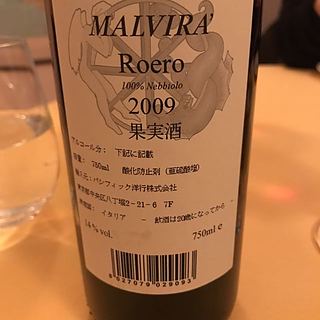 MALVIRA'
Roero
100% Nebbiolo
2009
果実酒
アルコール分: 下記に記載
容量: 750ml 酸化防止剤 (亜硫酸塩)
輸入元: パシフィック洋行株式会社
東京都中央区八丁堀2-21-6 7F
原産国: イタリア - 飲酒は20歳になってから -
14% vol.
750ml e
8 027079 029093